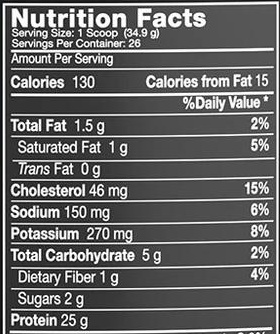 Nutrition Facts
Serving Size: 1 Scoop (34.9 g)
Servings Per Container: 26
Amount Per Serving
Calories 130 Calories from Fat 15
%Daily Value *
Total Fat 1.5 g 2%
Saturated Fat 1 g 5%
Trans Fat 0 g
Cholesterol 46 mg 15%
Sodium 150 mg 6%
Potassium 270 mg 8%
Total Carbohydrate 5 g 2%
Dietary Fiber 1 g 4%
Sugars 2 g
Protein 25 g